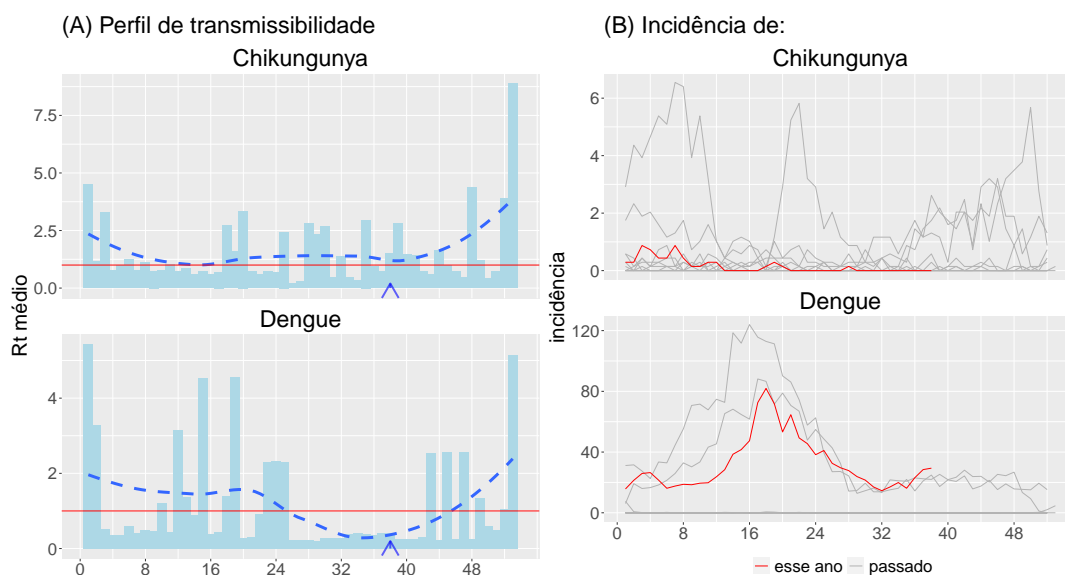 (A) Perfil de transmissibilidade
Chikungunya
7.5
5.0
2.5
0.0
Dengue
4
2
0
0 8 16 24 32 40 48
Rt médio
(B) Incidência de:
Chikungunya
6
4
2
0
Dengue
120
80
40
0
0 8 16 24 32 40 48
incidência
esse ano passado